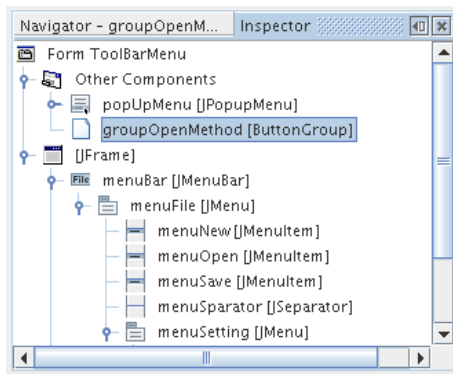 Navigator - groupOpenM... Inspector
Form ToolBarMenu
Other Components
popUpMenu [JPopupMenu]
groupOpenMethod [ButtonGroup]
[JFrame]
File menuBar [JMenuBar]
menuFile [JMenu]
menuNew [JMenuItem]
menuOpen [JMenuItem]
menuSave [JMenuItem]
menuSparator [JSeparator]
menuSetting [JMenu]